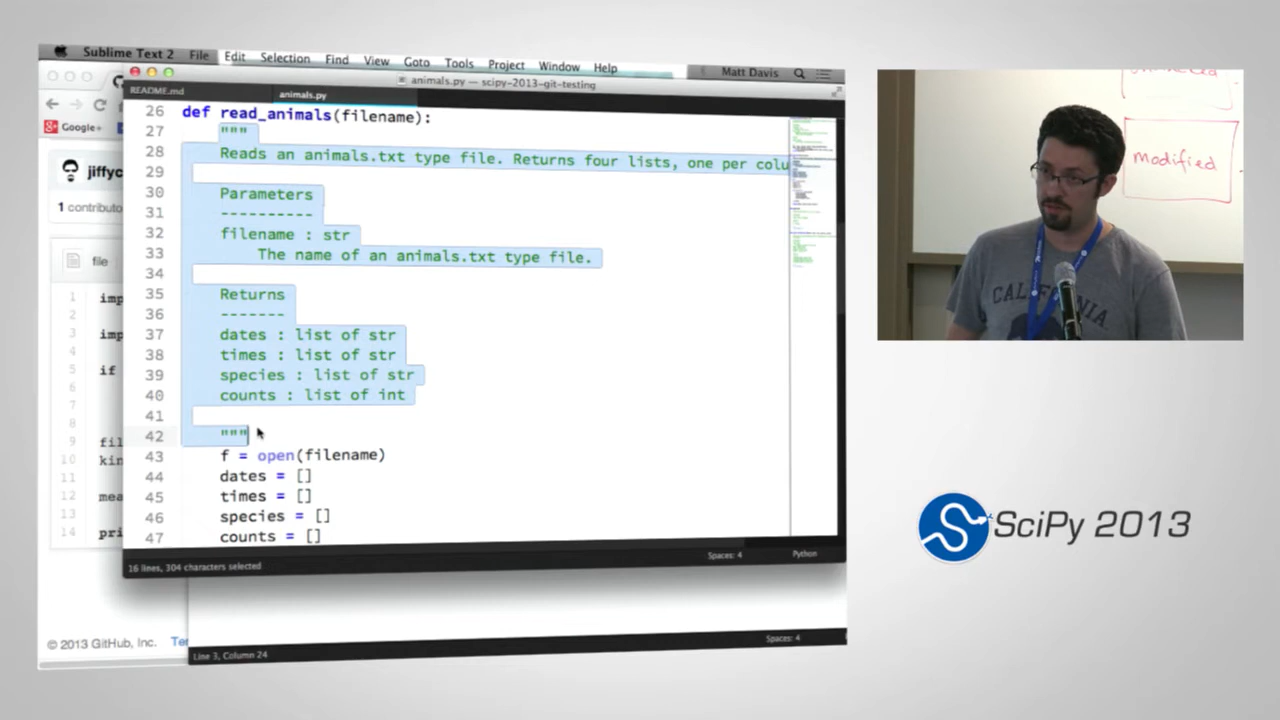 Sublime Text 2 File Edit Selection Find View Goto Tools Project Window Help Matt Davis
animals.py — scipy-2013-git-testing
README.md animals.py
26 def read_animals(filename):
27 """
28 Reads an animals.txt type file. Returns four lists, one per colu
29
30 Parameters
31 ----------
32 filename : str
33 The name of an animals.txt type file.
34
35 Returns
36 -------
37 dates : list of str
38 times : list of str
39 species : list of str
40 counts : list of int
41
42 """
43 f = open(filename)
44 dates = []
45 times = []
46 species = []
47 counts = []
16 lines, 304 characters selected Spaces: 4 Python
Google+
jiffyc
1 contributo
file
1 imp
2
3 imp
4
5 if
6
7
9 fil
10 kin
11
12 mea
13
14 pri
© 2013 GitHub, Inc. Ter
Line 3, Column 24 Spaces: 4
modified
CALIFORNIA
SciPy 2013